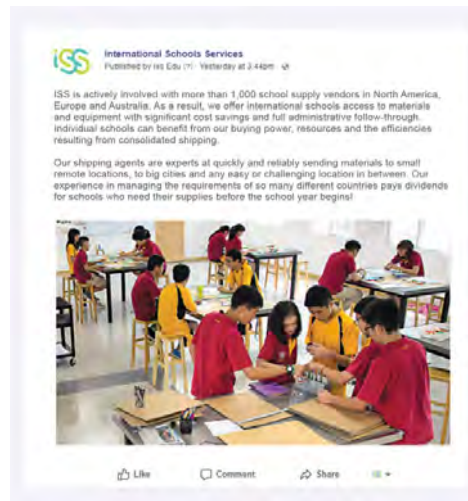 iSS
International Schools Services
Published by Iss Edu [?] · Yesterday at 3:44pm ·
ISS is actively involved with more than 1,000 school supply vendors in North America,
Europe and Australia. As a result, we offer international schools access to materials
and equipment with significant cost savings and full administrative follow-through.
Individual schools can benefit from our buying power, resources and the efficiencies
resulting from consolidated shipping.
Our shipping agents are experts at quickly and reliably sending materials to small
remote locations, to big cities and any easy or challenging location in between. Our
experience in managing the requirements of so many different countries pays dividends
for schools who need their supplies before the school year begins!
Like
Comment
Share